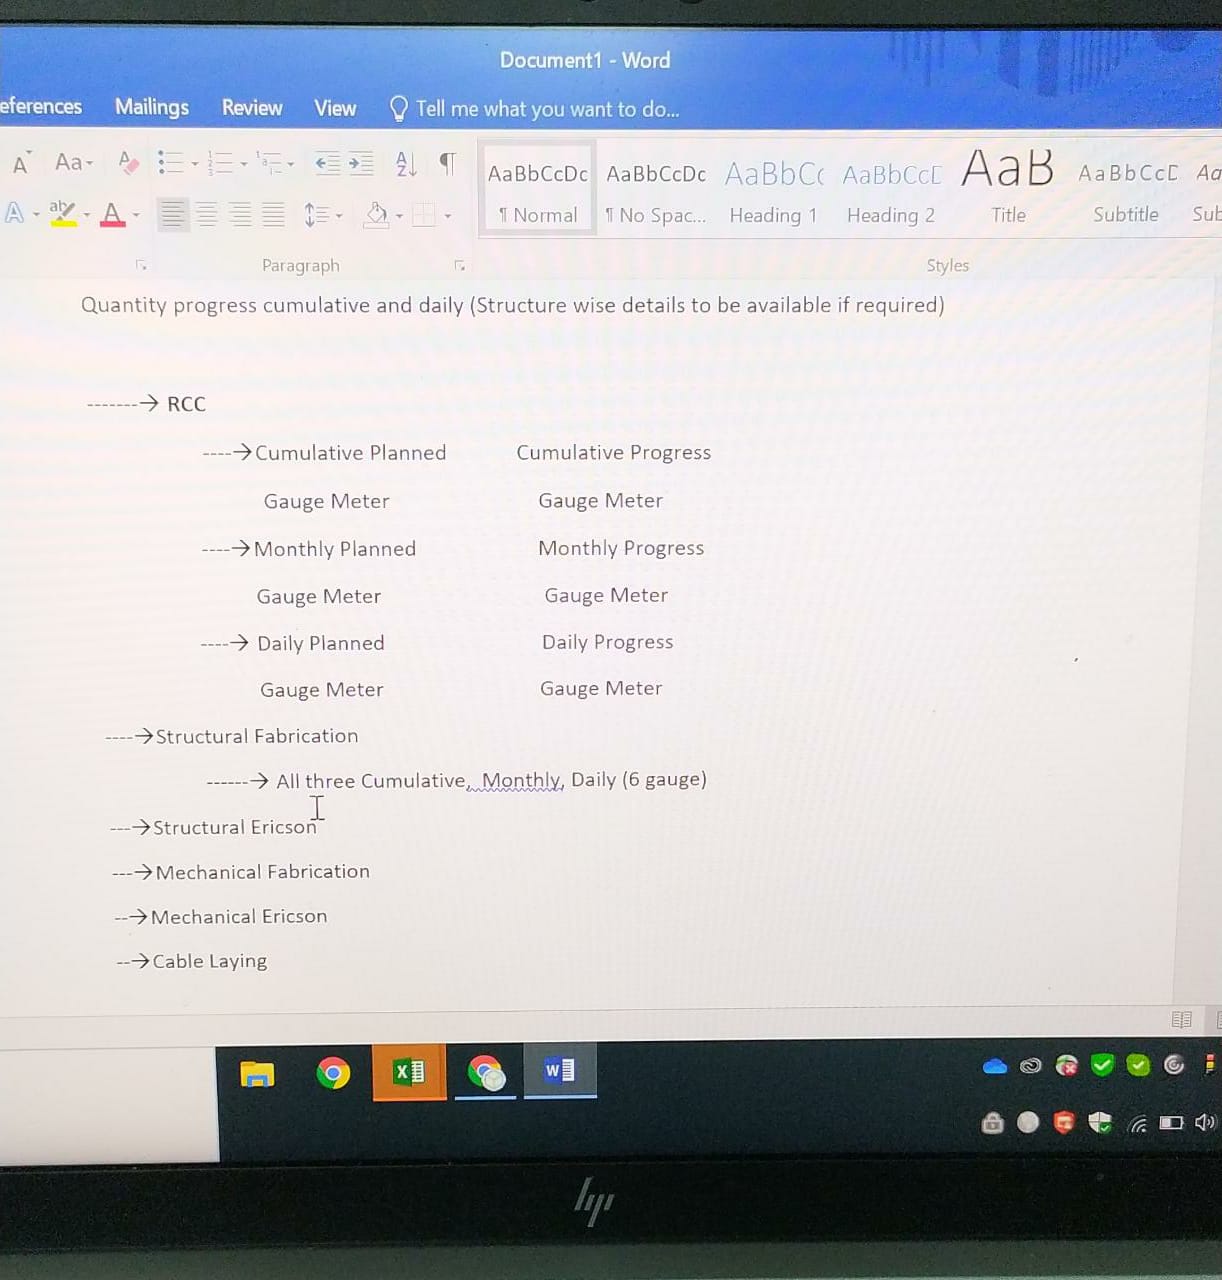 Document1 - Word
eferences Mailings Review View Tell me what you want to do...
A Aa
AaBbCcDc AaBbCcDc AaBbCc AaBbCcD AaB AaBbCcD Aa
¶ Normal ¶ No Spac... Heading 1 Heading 2 Title Subtitle Sub
Paragraph Styles
Quantity progress cumulative and daily (Structure wise details to be available if required)
-------→ RCC
----→Cumulative Planned Cumulative Progress
Gauge Meter Gauge Meter
----→Monthly Planned Monthly Progress
Gauge Meter Gauge Meter
----→ Daily Planned Daily Progress
Gauge Meter Gauge Meter
----→Structural Fabrication
------→ All three Cumulative, Monthly, Daily (6 gauge)
---→Structural Ericson
---→Mechanical Fabrication
--→Mechanical Ericson
--→Cable Laying
hp